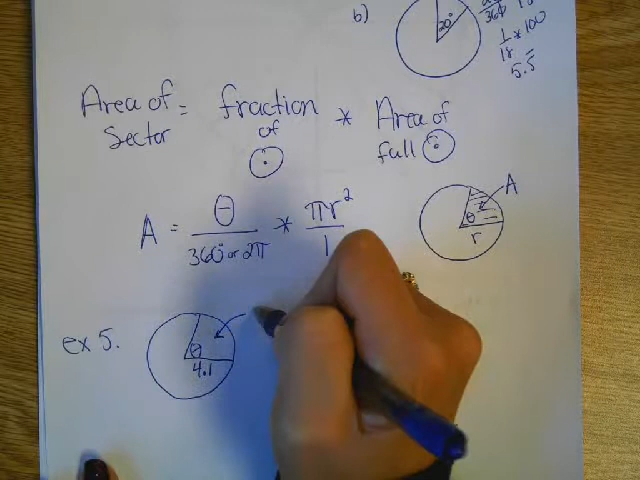 b)
20°
360
1/18 * 100
5.5
Area of Sector = fraction of ⊙ * Area of full ⊙
A = θ/360° or 2π * πr²/1
A
θ
r
ex 5.
θ
4.1